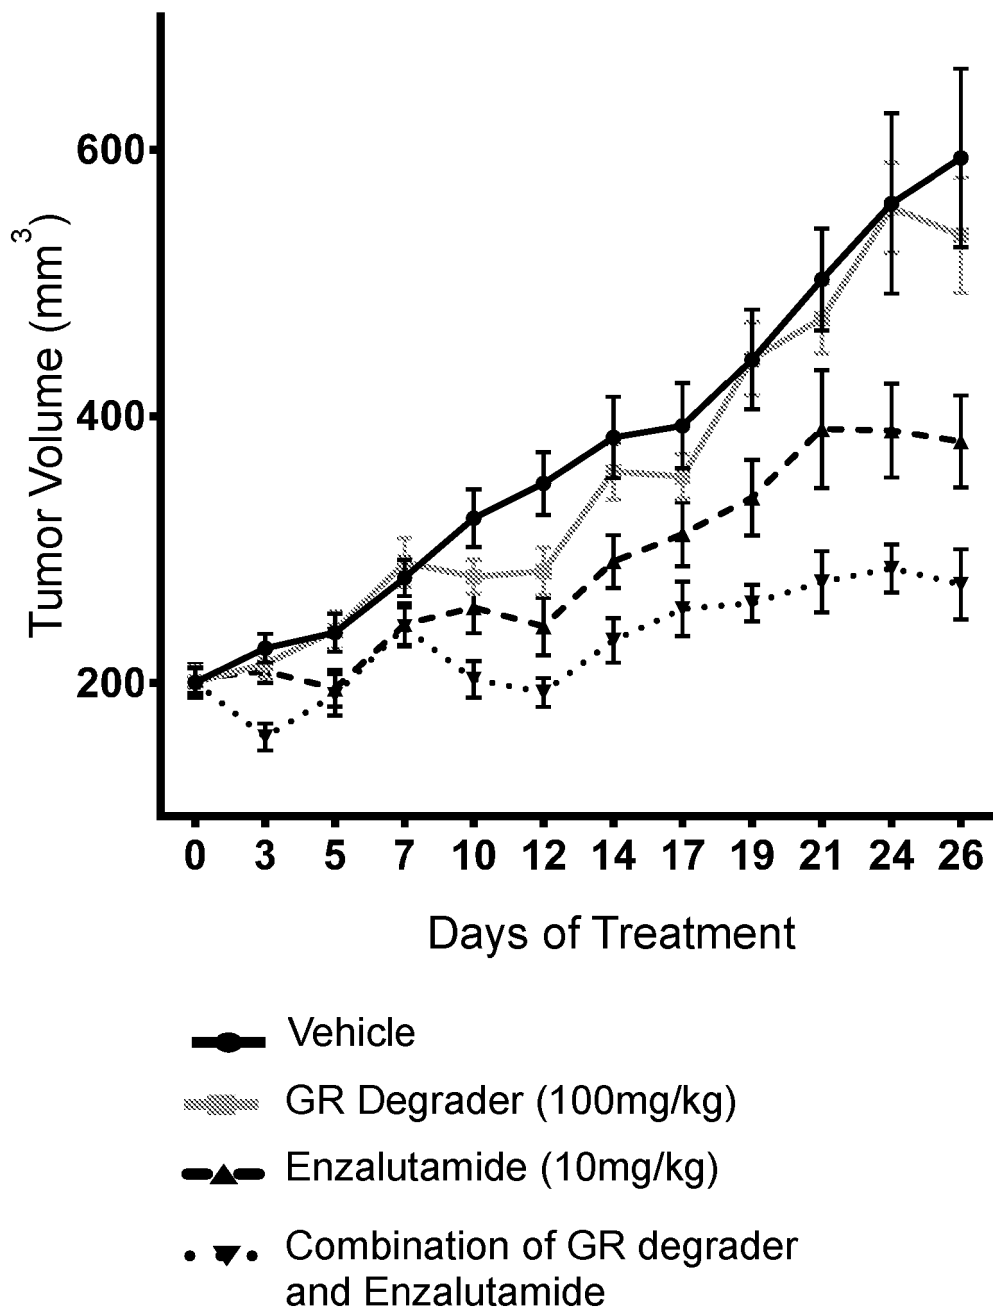 600
400
200
Tumor Volume (mm³)
0 3 5 7 10 12 14 17 19 21 24 26
Days of Treatment
Vehicle
GR Degrader (100mg/kg)
Enzalutamide (10mg/kg)
Combination of GR degrader
and Enzalutamide